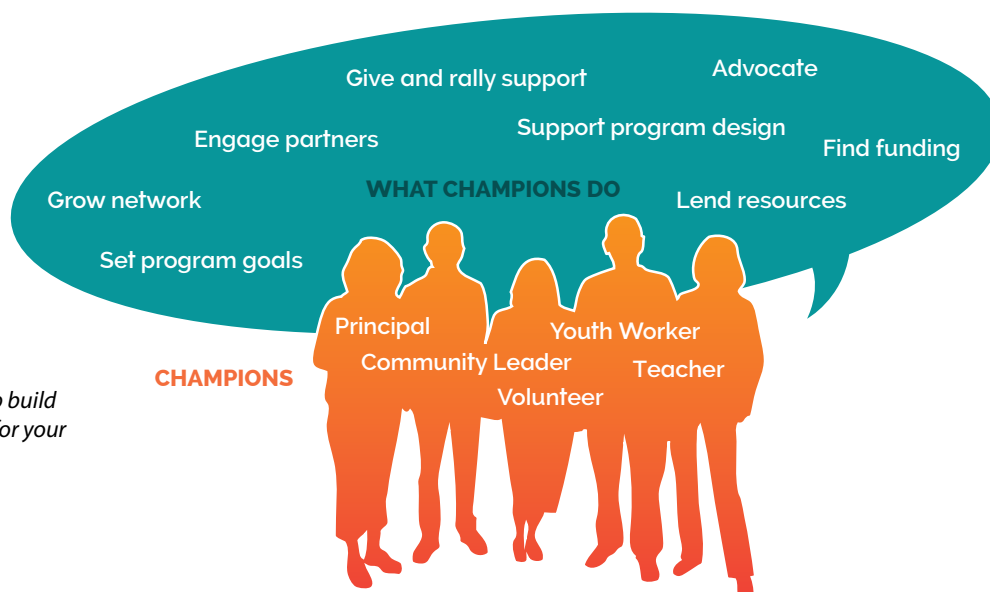 Give and rally support
Advocate
Engage partners
Support program design
Find funding
WHAT CHAMPIONS DO
Grow network
Lend resources
Set program goals
Principal
Youth Worker
Community Leader
Teacher
Volunteer
CHAMPIONS
build
for your